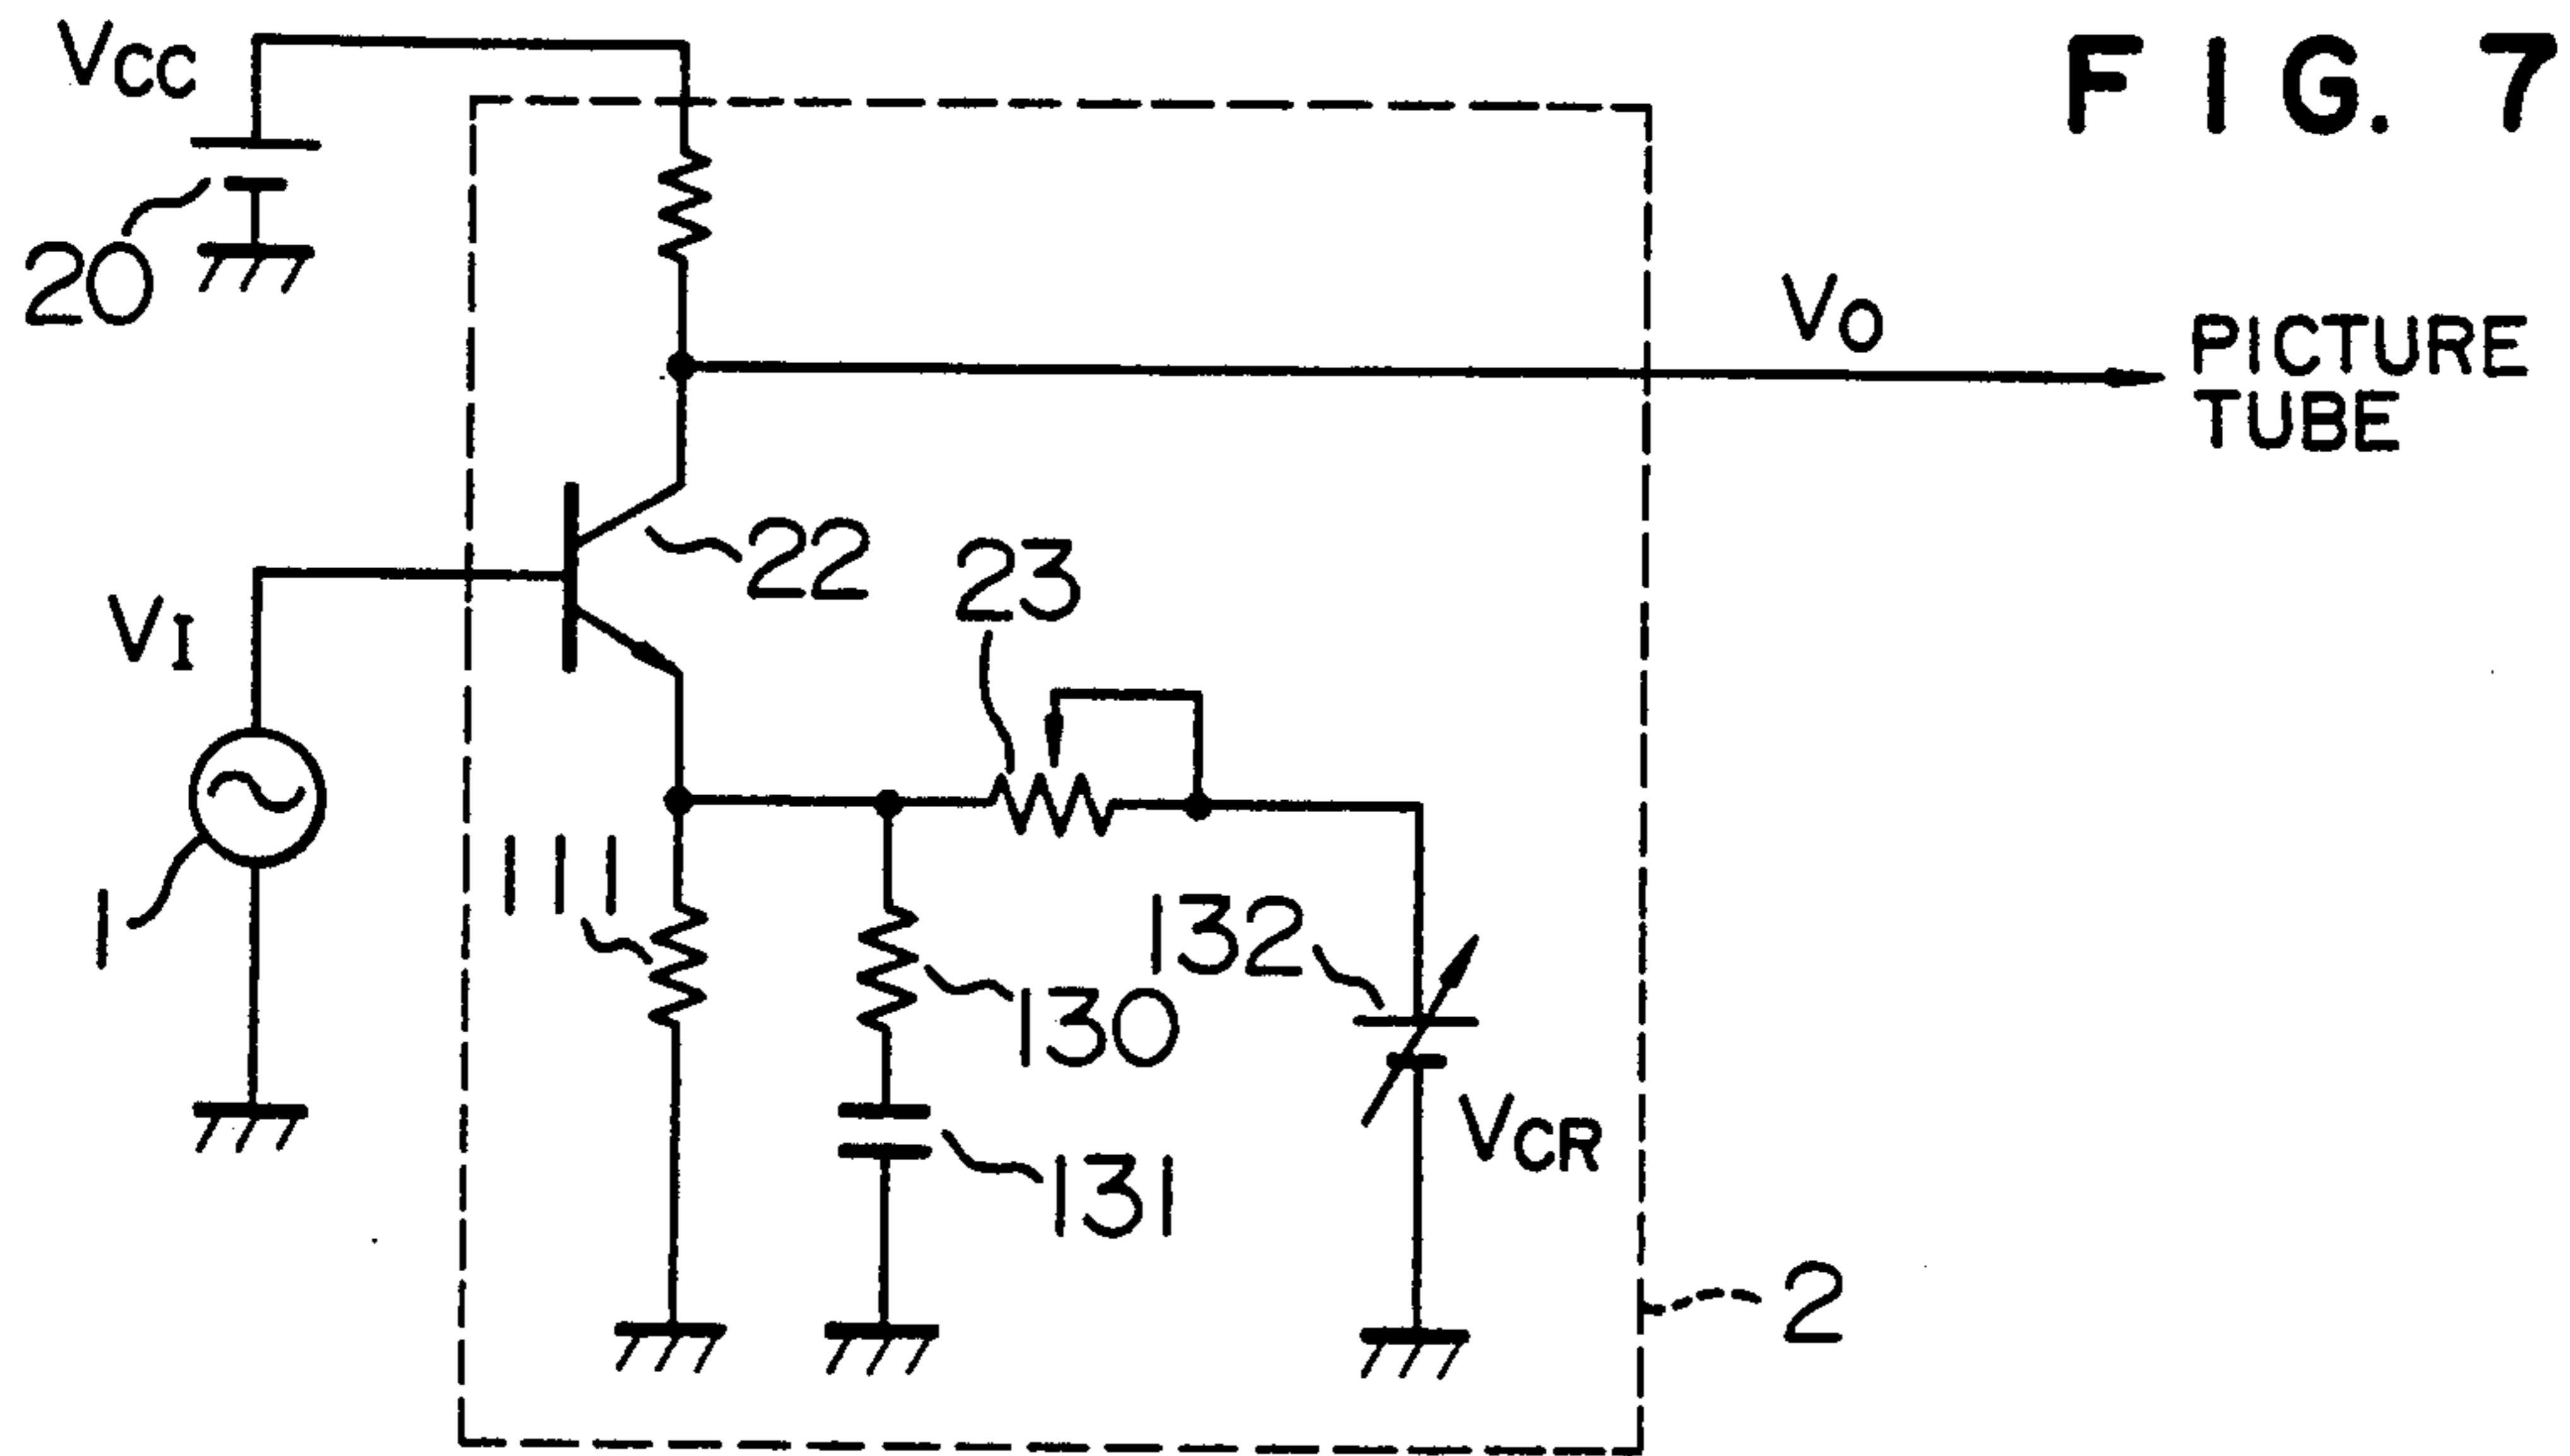 FIG. 7
VCC
20
VO
PICTURE
TUBE
22
23
VI
111
1
132
130
VCR
131
2